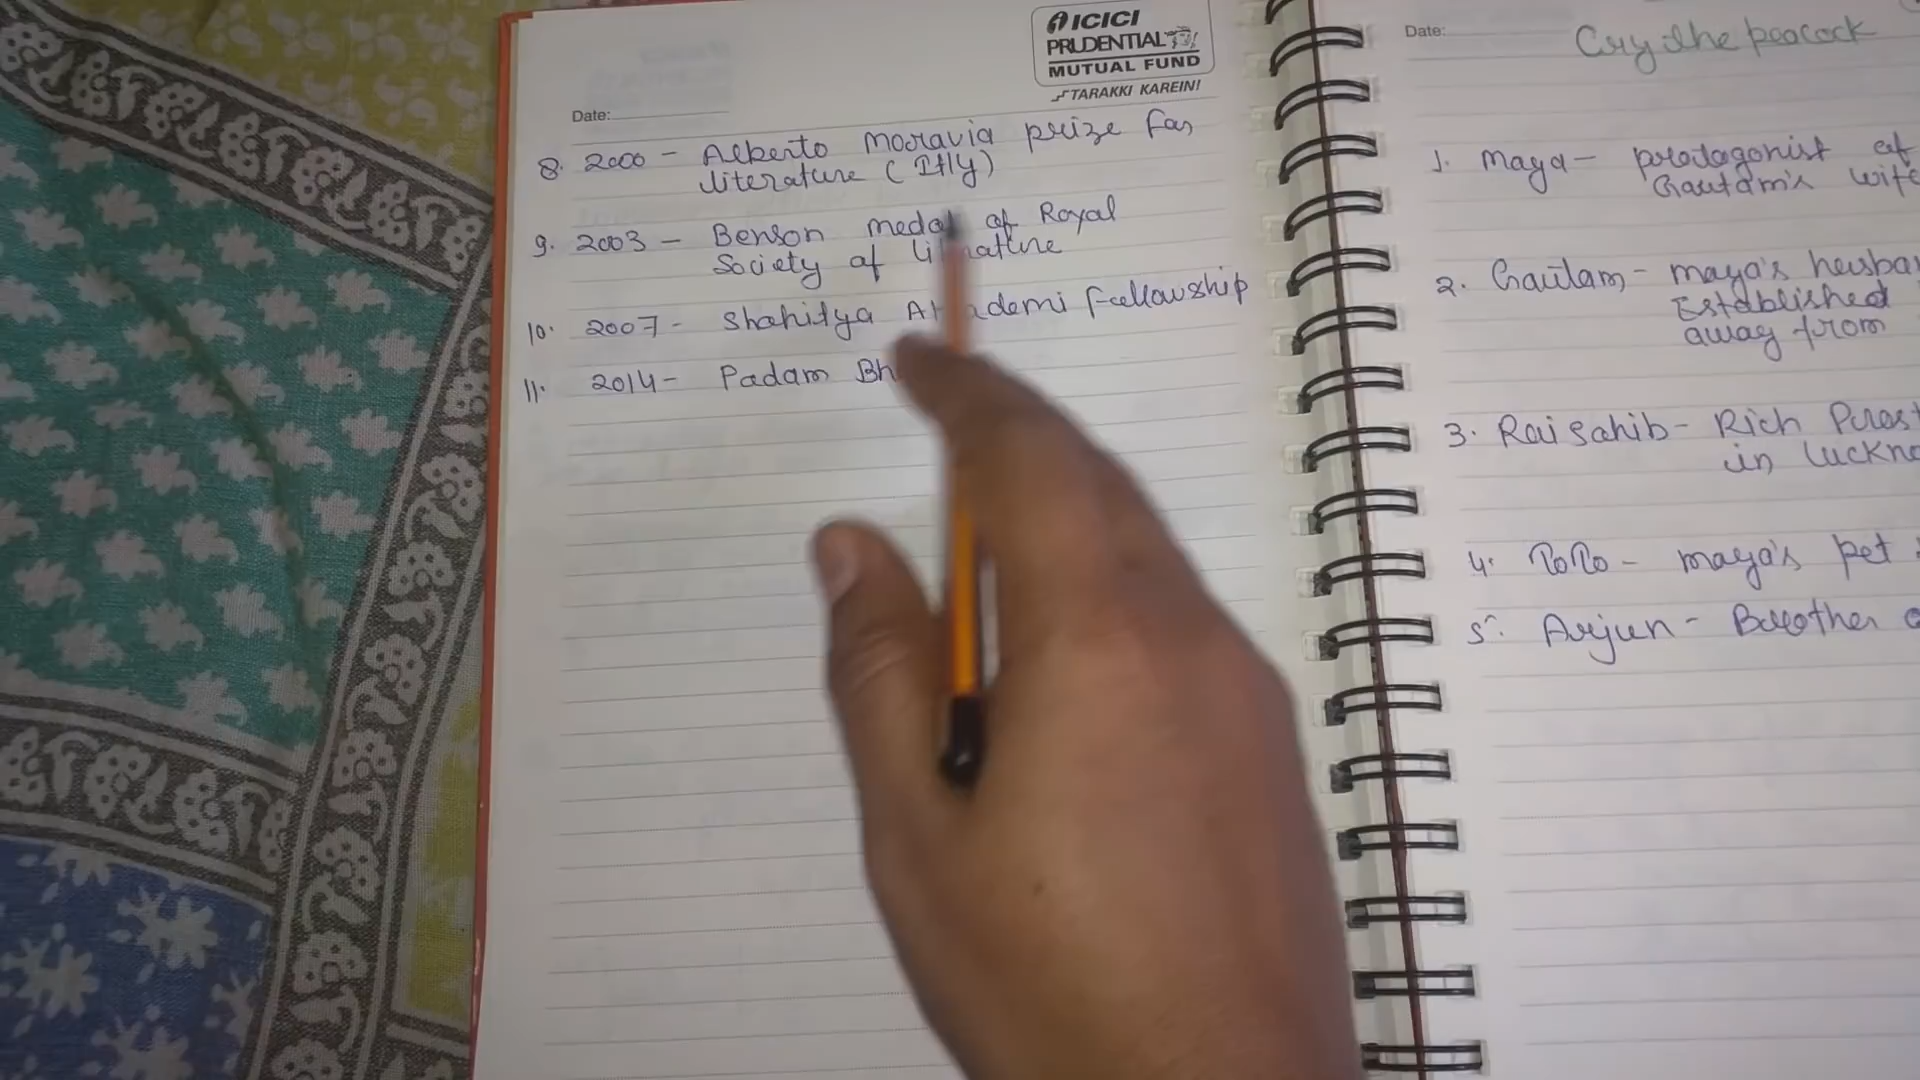 ICICI
PRUDENTIAL
MUTUAL FUND
TARAKKI KAREIN!
Date:
8. 2000 - Alberto Moravia prize for
literature (Itly)
9. 2003 - Benson medal of Royal
Society of literature
10. 2007 - Shahitya Akademi Fellowship
11. 2014 - Padam
Date:
Cry the peacock
1. Maya - protagonist of
Gautam's wife
2. Gautam - maya's
Established
away from
3. Rai Sahib - Rich
in
4. ToTo - maya's pet
5. Arjun - Brother